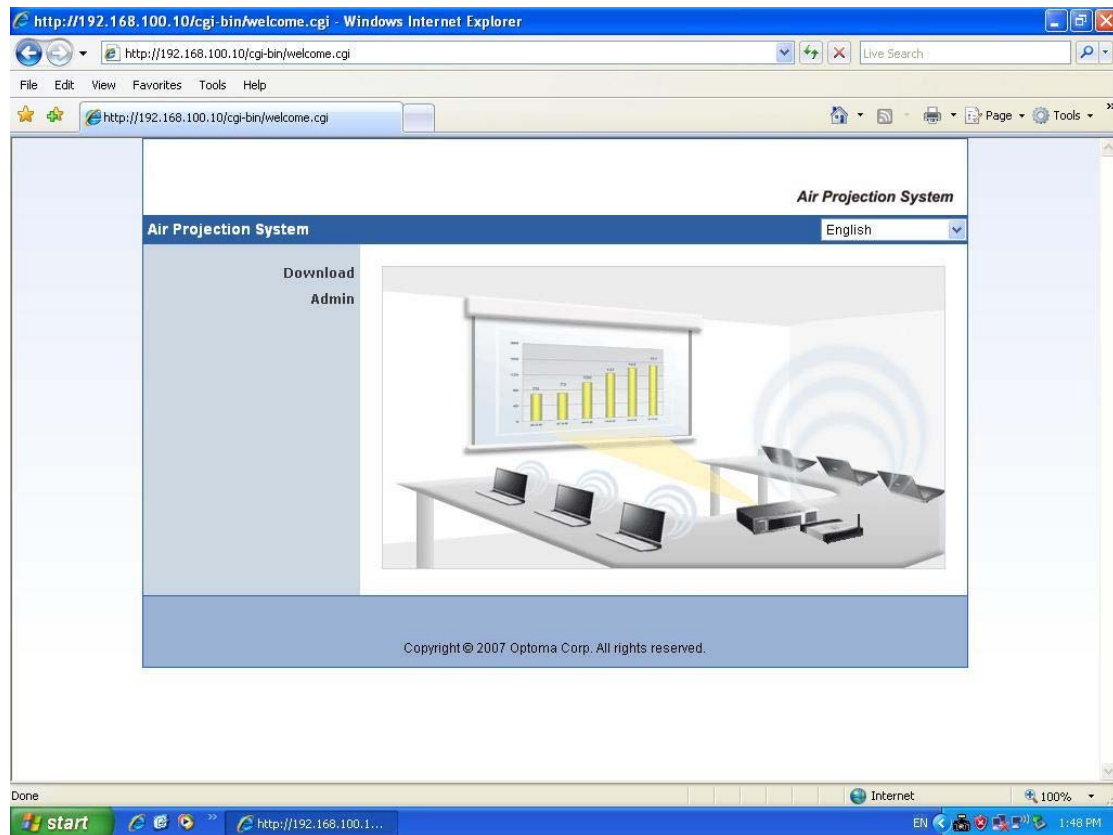 http://192.168.100.10/cgi-bin/welcome.cgi - Windows Internet Explorer
http://192.168.100.10/cgi-bin/welcome.cgi Live Search
File Edit View Favorites Tools Help
http://192.168.100.10/cgi-bin/welcome.cgi Page Tools
Air Projection System
Air Projection System English
Download
Admin
Copyright © 2007 Optoma Corp. All rights reserved.
Done Internet 100%
start http://192.168.100.1... EN 1:48 PM